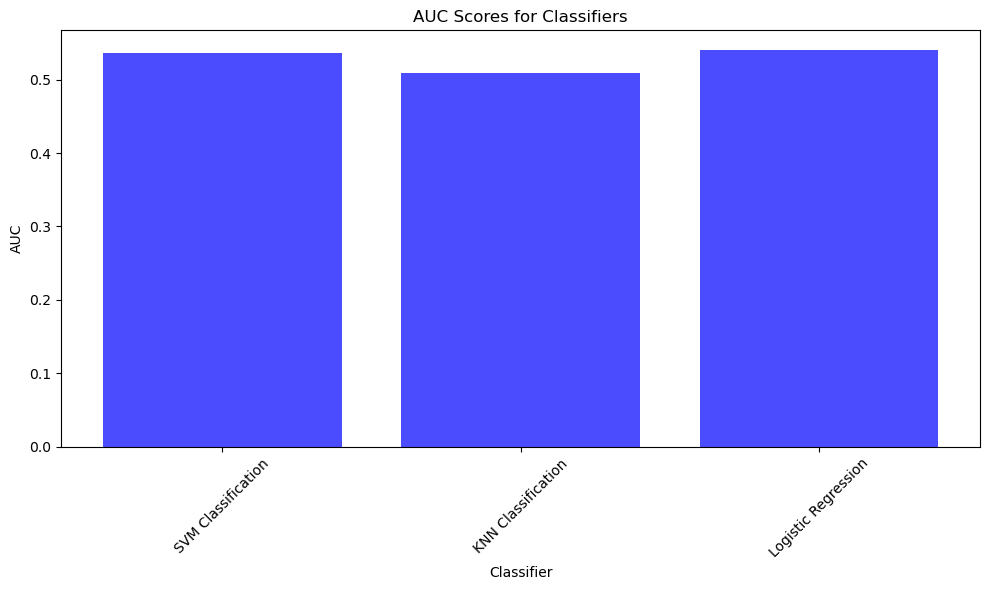 AUC Scores for Classifiers
AUC
0.5
0.4
0.3
0.2
0.1
0.0
SVM Classification
KNN Classification
Logistic Regression
Classifier